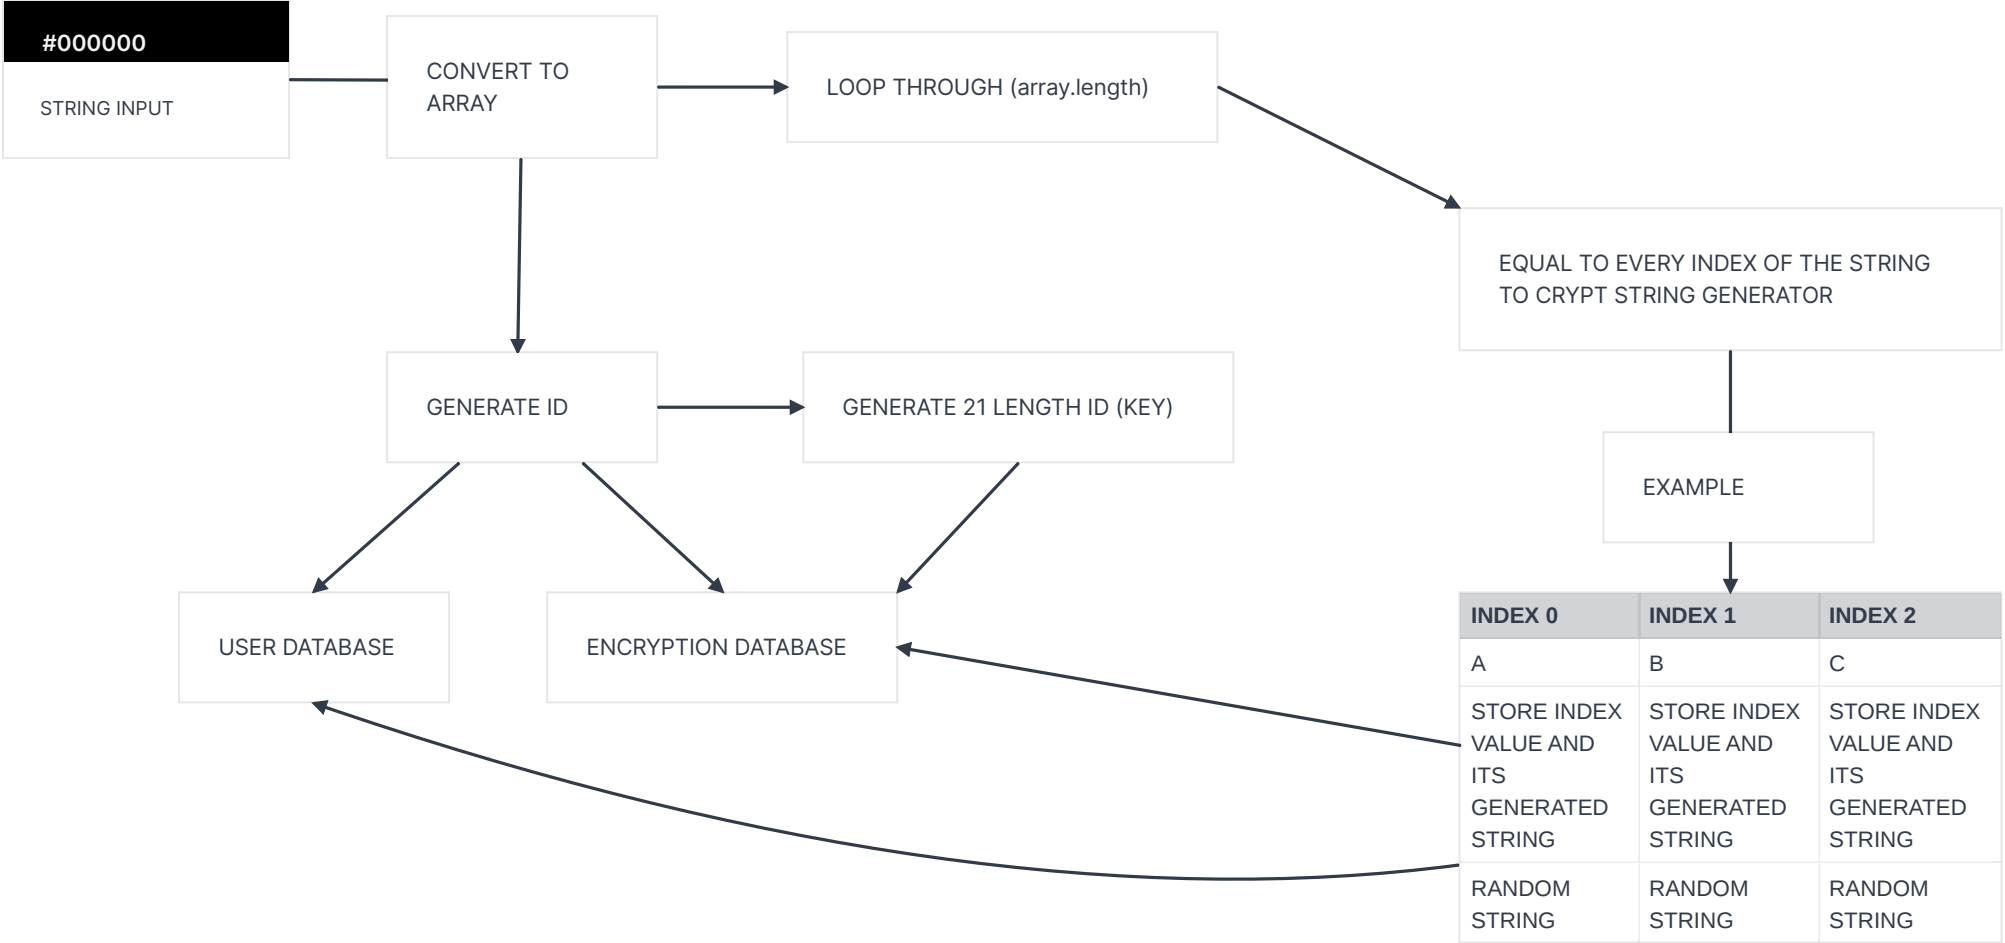 #000000
STRING INPUT
CONVERT TO
ARRAY
LOOP THROUGH (array.length)
EQUAL TO EVERY INDEX OF THE STRING
TO CRYPT STRING GENERATOR
GENERATE ID
GENERATE 21 LENGTH ID (KEY)
EXAMPLE
USER DATABASE
ENCRYPTION DATABASE
INDEX 0
INDEX 1
INDEX 2
A
B
C
STORE INDEX
VALUE AND
ITS
GENERATED
STRING
STORE INDEX
VALUE AND
ITS
GENERATED
STRING
STORE INDEX
VALUE AND
ITS
GENERATED
STRING
RANDOM
STRING
RANDOM
STRING
RANDOM
STRING